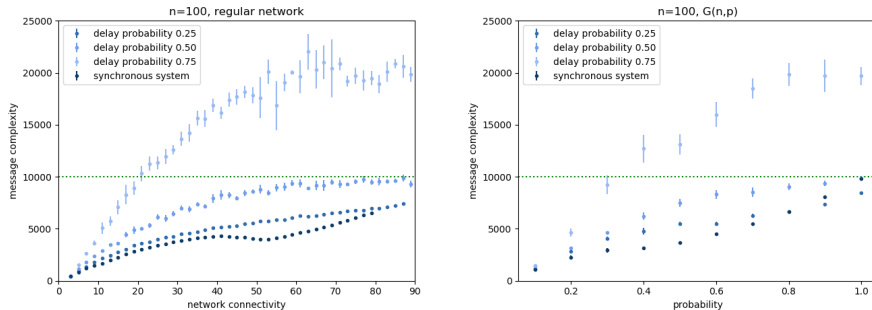 n=100, regular network
25000
20000
15000
10000
5000
0
message complexity
delay probability 0.25
delay probability 0.50
delay probability 0.75
synchronous system
0 10 20 30 40 50 60 70 80 90
network connectivity
n=100, G(n,p)
25000
20000
15000
10000
5000
0
message complexity
delay probability 0.25
delay probability 0.50
delay probability 0.75
synchronous system
0.2 0.4 0.6 0.8 1.0
probability